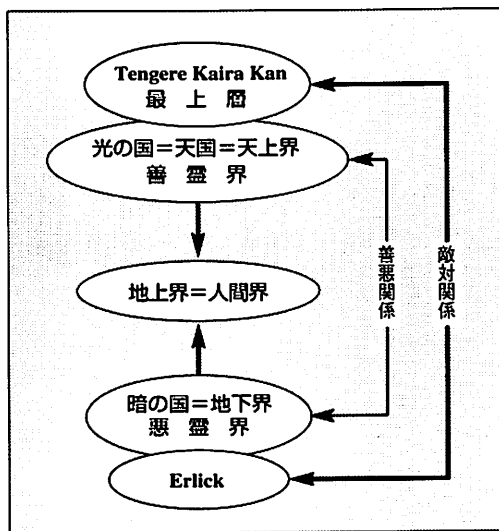 Tengere Kaira Kan
最上層
光の国＝天国＝天上界
善霊界
地上界＝人間界
暗の国＝地下界
悪霊界
Erlick
善悪関係
敵対関係